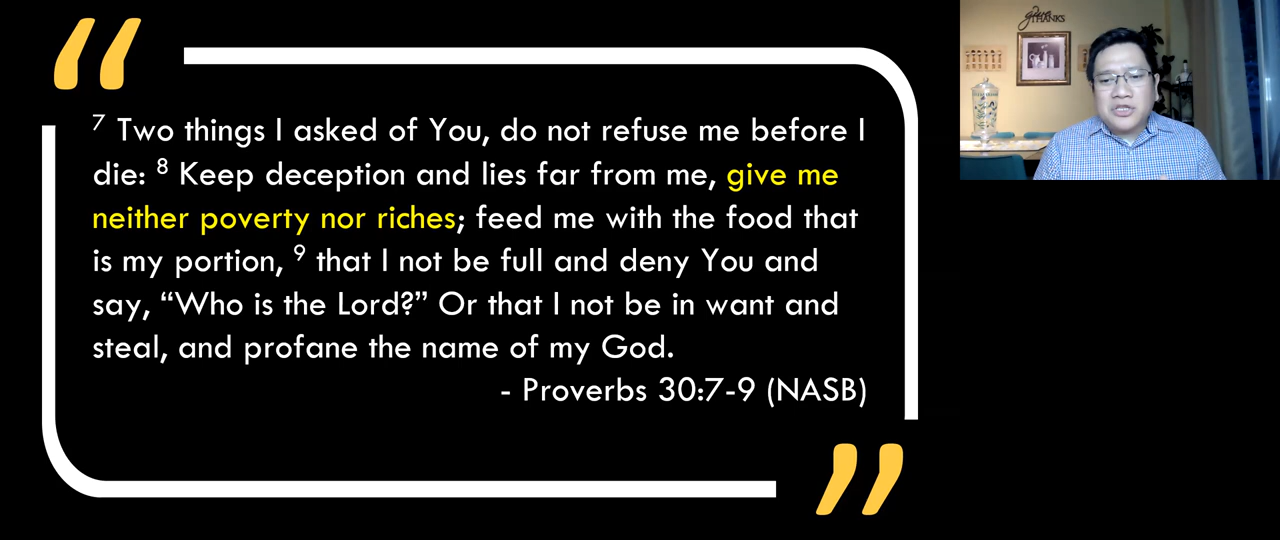 give
THANKS
“
7 Two things I asked of You, do not refuse me before I
die: 8 Keep deception and lies far from me, give me
neither poverty nor riches; feed me with the food that
is my portion, 9 that I not be full and deny You and
say, “Who is the Lord?” Or that I not be in want and
steal, and profane the name of my God.
- Proverbs 30:7-9 (NASB)
”